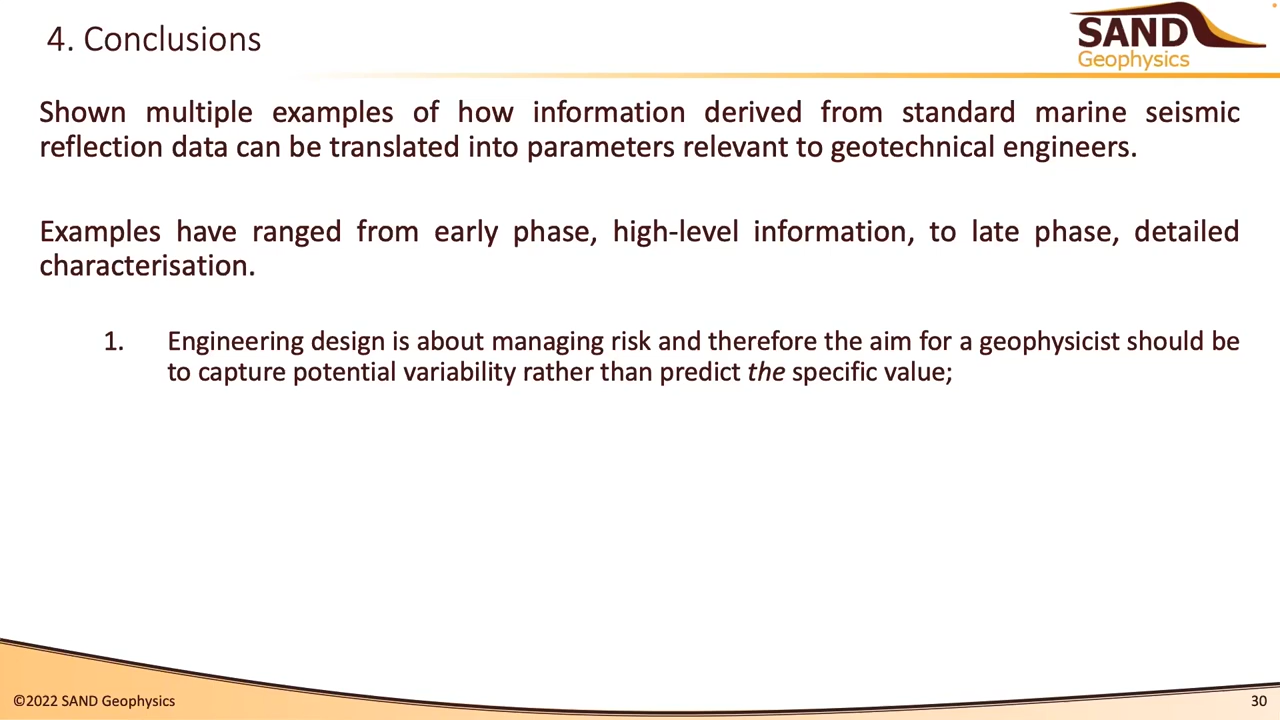 4. Conclusions
SAND
Geophysics
Shown multiple examples of how information derived from standard marine seismic
reflection data can be translated into parameters relevant to geotechnical engineers.
Examples have ranged from early phase, high-level information, to late phase, detailed
characterisation.
1. Engineering design is about managing risk and therefore the aim for a geophysicist should be
to capture potential variability rather than predict the specific value;
©2022 SAND Geophysics
30